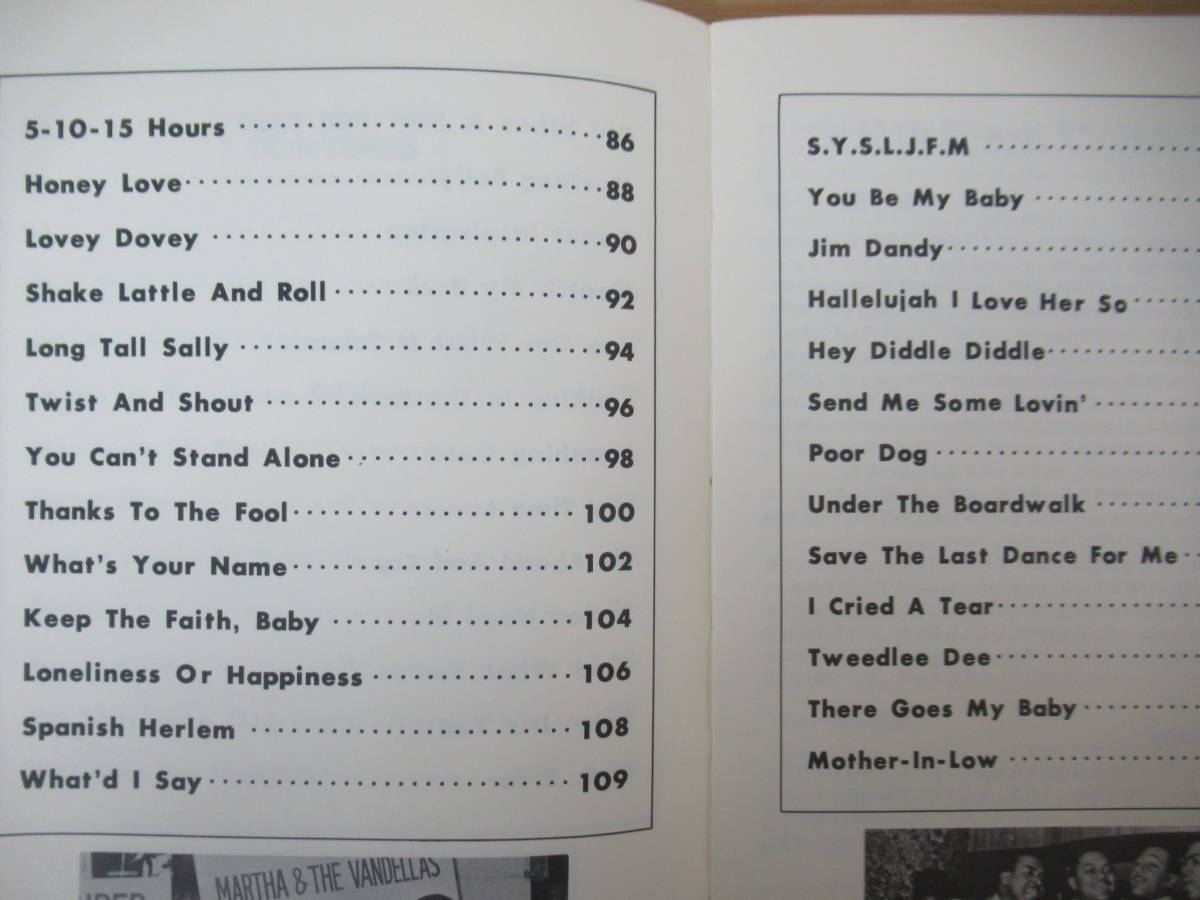 5-10-15 Hours ································ 86
Honey Love ································ 88
Lovey Dovey ································ 90
Shake Lattle And Roll ························ 92
Long Tall Sally ································ 94
Twist And Shout ································ 96
You Can't Stand Alone ························ 98
Thanks To The Fool ························ 100
What's Your Name ························ 102
Keep The Faith, Baby ···················· 104
Loneliness Or Happiness ················ 106
Spanish Herlem ···························· 108
What'd I Say ································ 109
MARTHA & THE VANDELLAS
S.Y.S.L.J.F.M ····················
You Be My Baby ················
Jim Dandy ························
Hallelujah I Love Her So ······
Hey Diddle Diddle ··············
Send Me Some Lovin' ··········
Poor Dog ························
Under The Boardwalk ··········
Save The Last Dance For Me ··
I Cried A Tear ····················
Tweedlee Dee ····················
There Goes My Baby ············
Mother-In-Low ··················